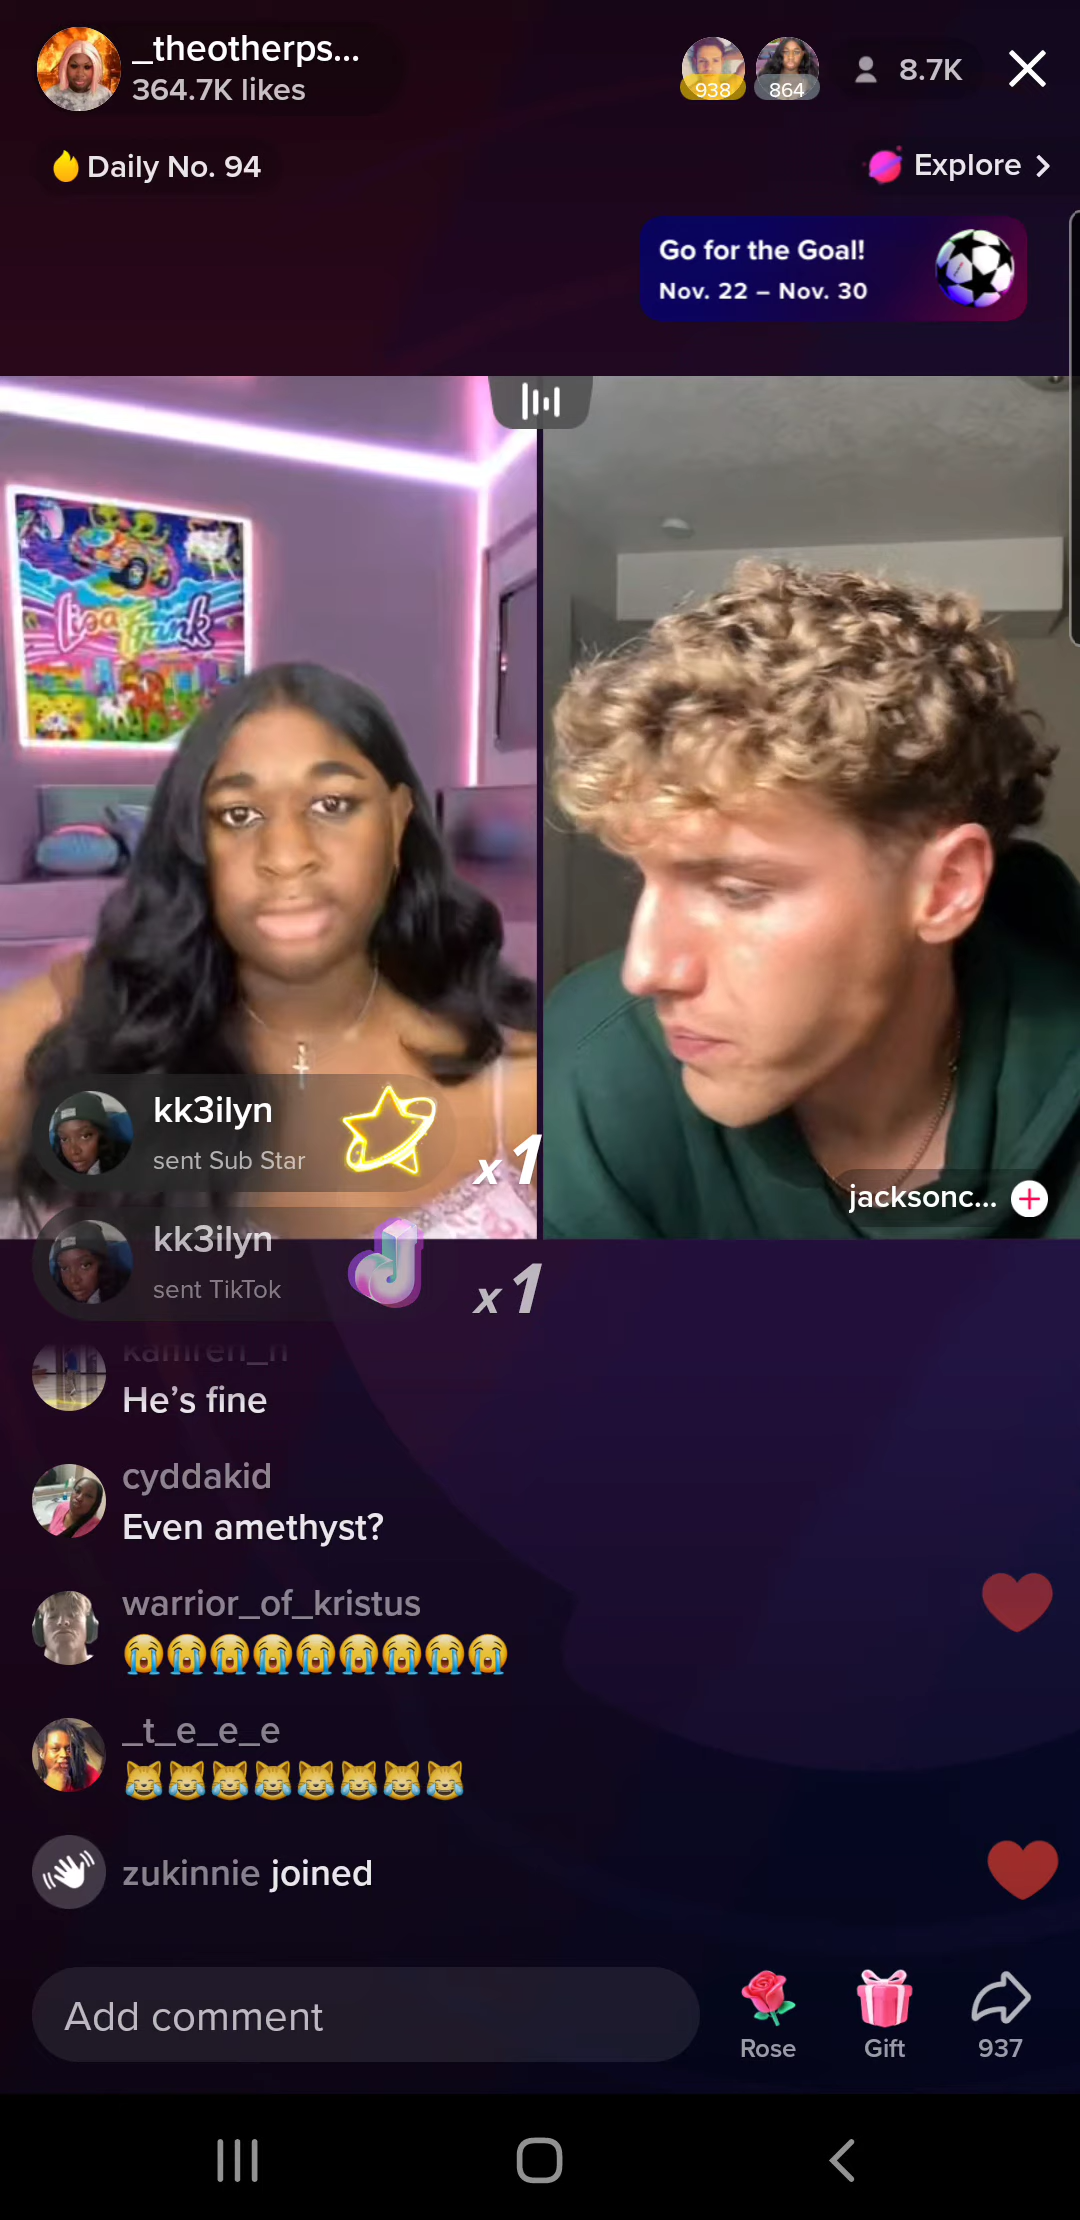 _theotherps...
364.7K likes
938
864
8.7K
Daily No. 94
Explore >
Go for the Goal!
Nov. 22 – Nov. 30
Lisa Frank
kk3ilyn
sent Sub Star
x1
jacksonc...
kk3ilyn
sent TikTok
x1
kamren_n
He's fine
cyddakid
Even amethyst?
warrior_of_kristus
😭😭😭😭😭😭😭😭😭
_t_e_e_e
😹😹😹😹😹😹😹😹
zukinnie joined
Add comment
Rose
Gift
937